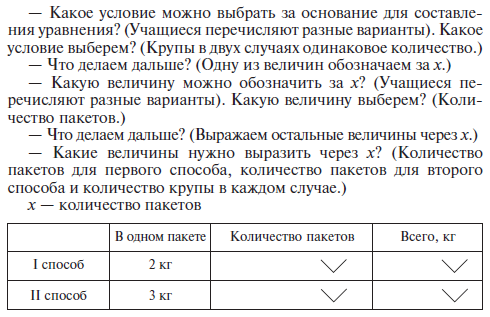 — Какое условие можно выбрать за основание для составле-
ния уравнения? (Учащиеся перечисляют разные варианты). Какое
условие выберем? (Крупы в двух случаях одинаковое количество.)
— Что делаем дальше? (Одну из величин обозначаем за x.)
— Какую величину можно обозначить за x? (Учащиеся пе-
речисляют разные варианты). Какую величину выберем? (Коли-
чество пакетов.)
— Что делаем дальше? (Выражаем остальные величины через x.)
— Какие величины нужно выразить через x? (Количество
пакетов для первого способа, количество пакетов для второго
способа и количество крупы в каждом случае.)
x — количество пакетов
В одном пакете Количество пакетов Всего, кг
I способ 2 кг
II способ 3 кг